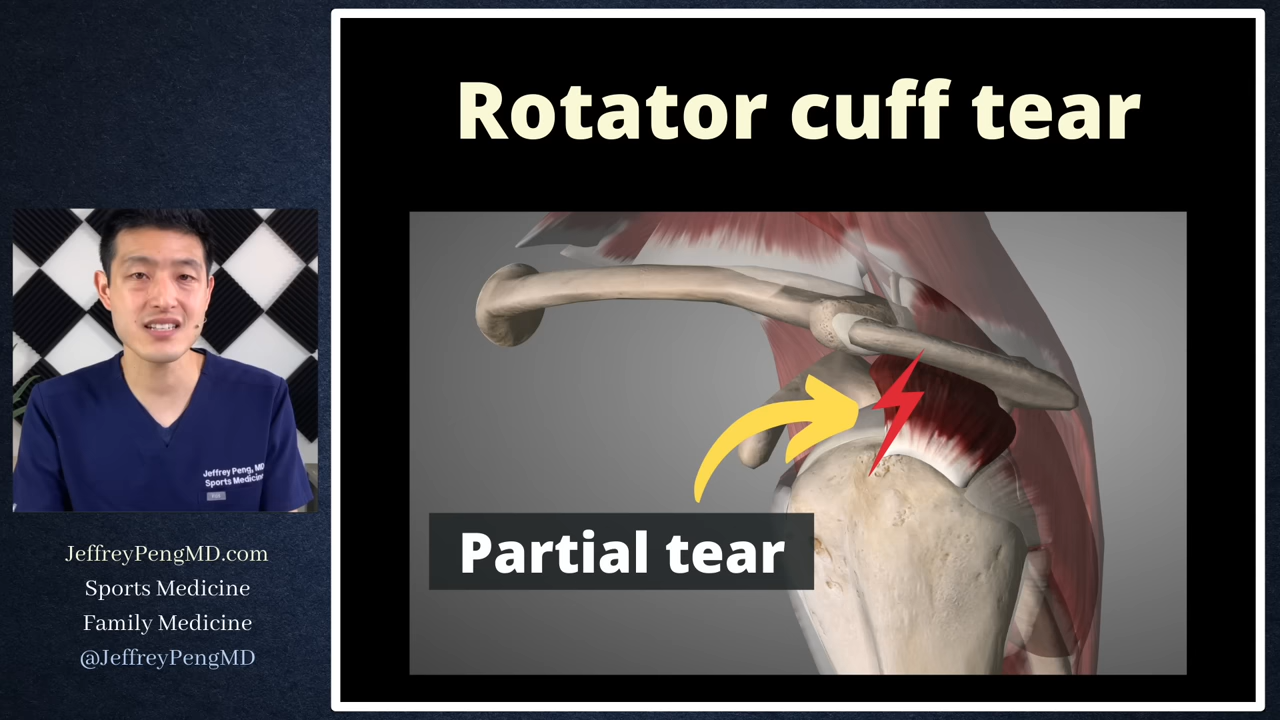 Rotator cuff tear
Partial tear
Jeffrey Peng, MD
Sports Medicine
JeffreyPengMD.com
Sports Medicine
Family Medicine
@JeffreyPengMD